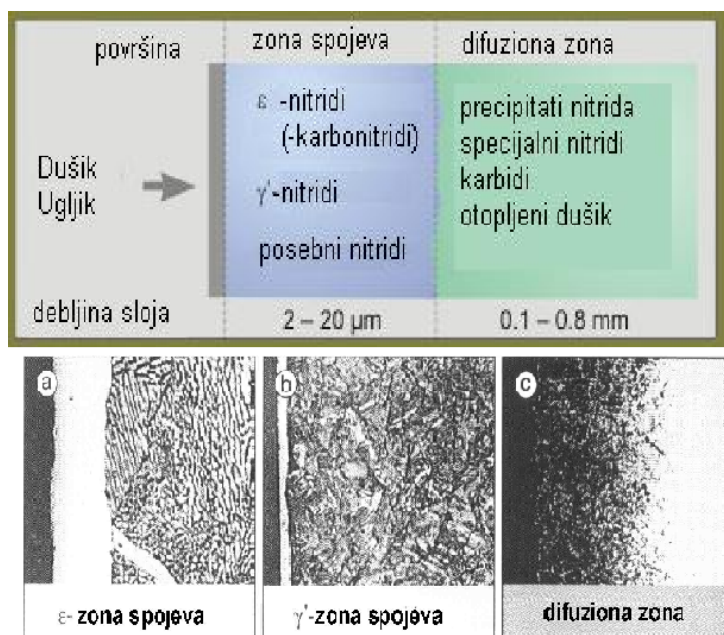 površina
zona spojeva
difuziona zona
Dušik
Ugljik
ε -nitridi
(-karbonitridi)
γ'-nitridi
posebni nitridi
precipitati nitrida
specijalni nitridi
karbidi
otopljeni dušik
debljina sloja
2 – 20 µm
0.1 – 0.8 mm
a
b
c
ε- zona spojeva
γ'-zona spojeva
difuziona zona